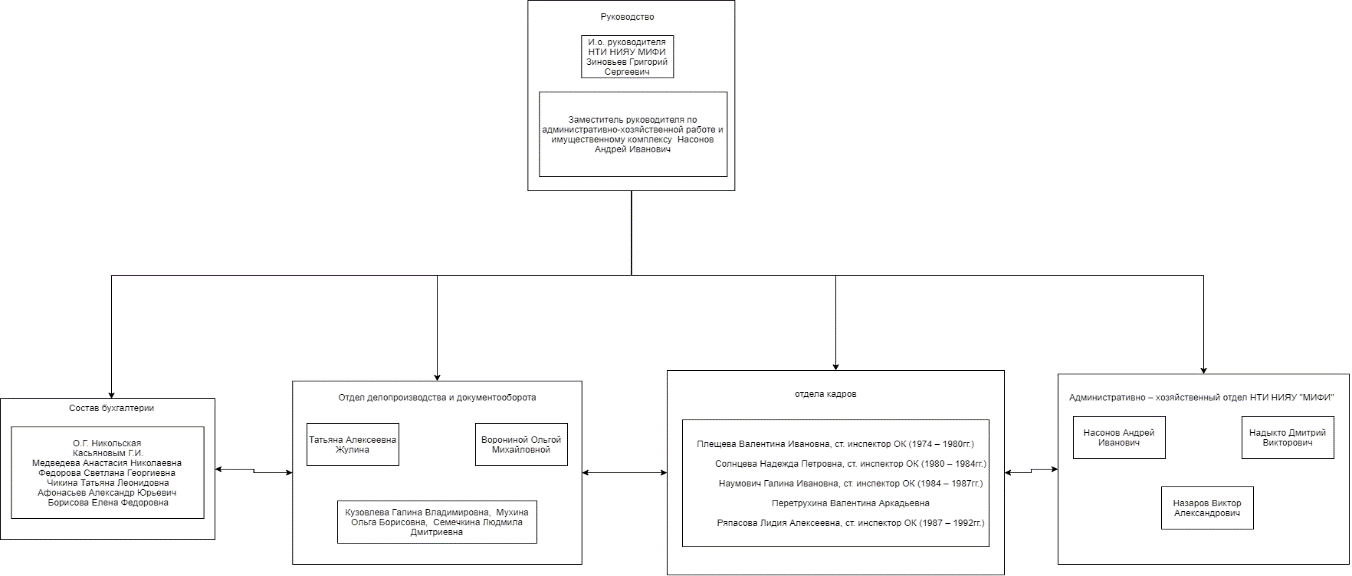 Руководство
И.о. руководителя
НТИ НИЯУ МИФИ
Зиновьев Григорий
Сергеевич
Заместитель руководителя по
административно-хозяйственной работе и
имущественному комплексу Насонов
Андрей Иванович
Состав бухгалтерии
О.Г. Никольская
Касьяновым Г.И.
Медведева Анастасия Николаевна
Федорова Светлана Георгиевна
Чикина Татьяна Леонидовна
Афонасьев Александр Юрьевич
Борисова Елена Федоровна
Отдел делопроизводства и документооборота
Татьяна Алексеевна
Жулина
Ворониной Ольгой
Михайловной
Кузовлева Галина Владимировна, Мухина
Ольга Борисовна, Семечкина Людмила
Дмитриевна
отдела кадров
Плещева Валентина Ивановна, ст. инспектор ОК (1974 – 1980гг.)
Солнцева Надежда Петровна, ст. инспектор ОК (1980 – 1984гг.)
Наумович Галина Ивановна, ст. инспектор ОК (1984 – 1987гг.)
Перетрухина Валентина Аркадьевна
Ряпасова Лидия Алексеевна, ст. инспектор ОК (1987 – 1992гг.)
Административно – хозяйственный отдел НТИ НИЯУ "МИФИ"
Насонов Андрей
Иванович
Надыкто Дмитрий
Викторович
Назаров Виктор
Александрович